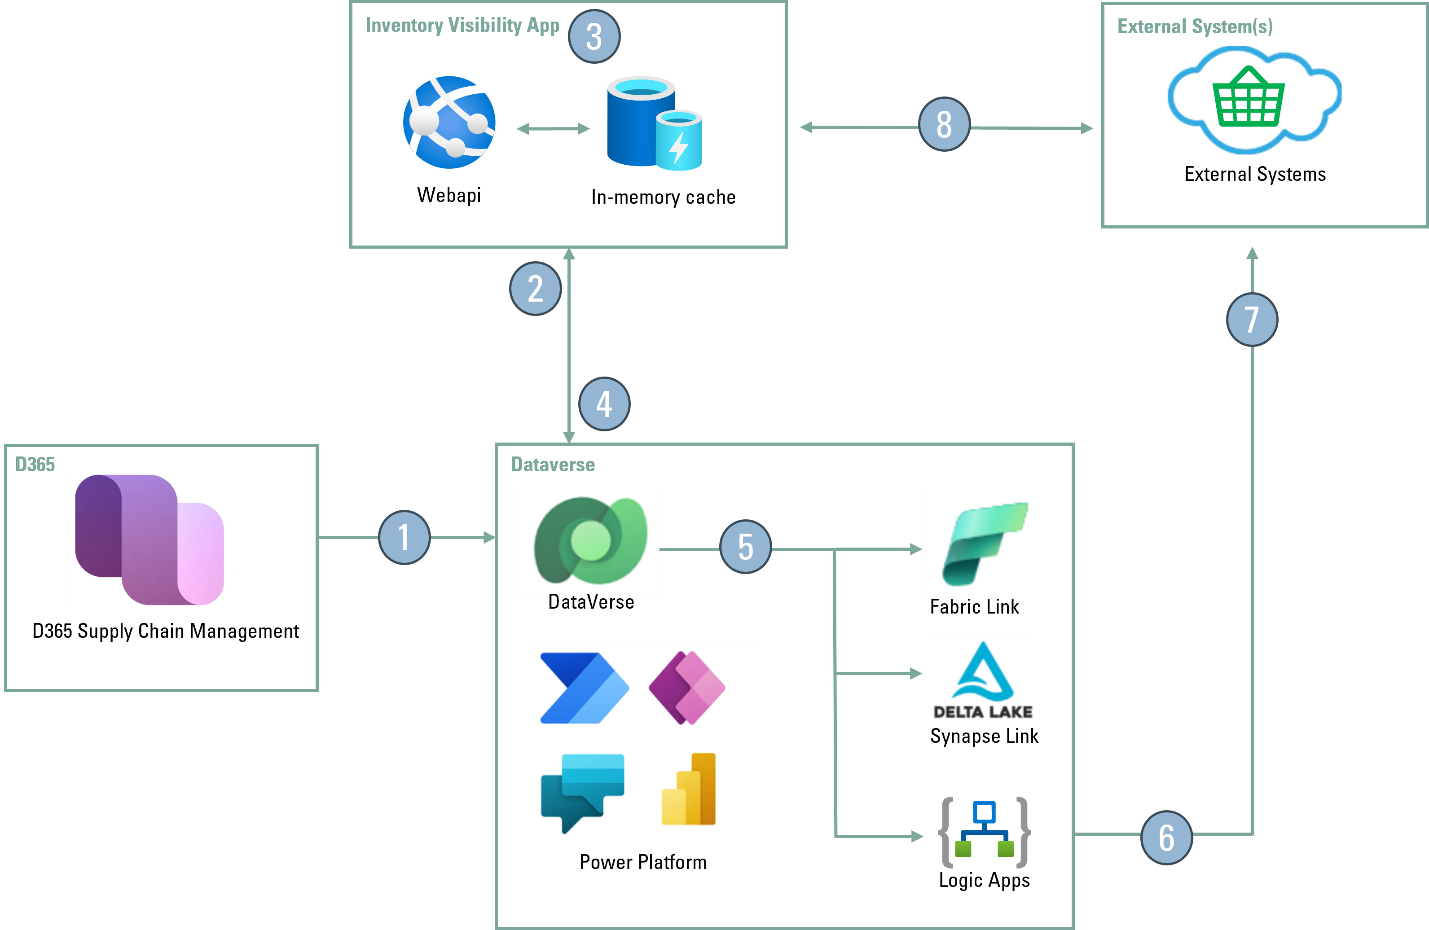 Inventory Visibility App
3
Webapi
In-memory cache
8
External System(s)
External Systems
2
7
4
D365
D365 Supply Chain Management
1
Dataverse
DataVerse
5
Fabric Link
DELTA LAKE
Synapse Link
Power Platform
Logic Apps
6